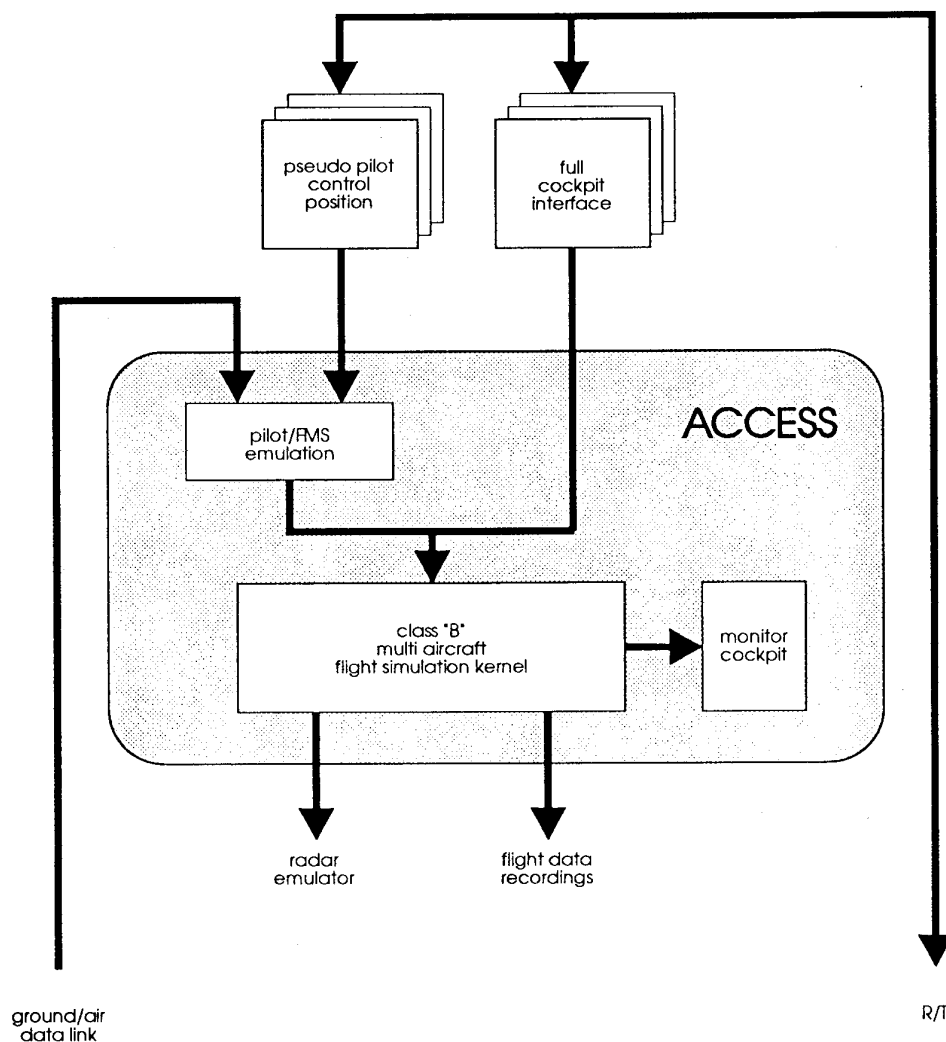 pseudo pilot
control
position
full
cockpit
interface
ACCESS
pilot/FMS
emulation
class "B"
multi aircraft
flight simulation kernel
monitor
cockpit
radar
emulator
flight data
recordings
ground/air
data link
R/T